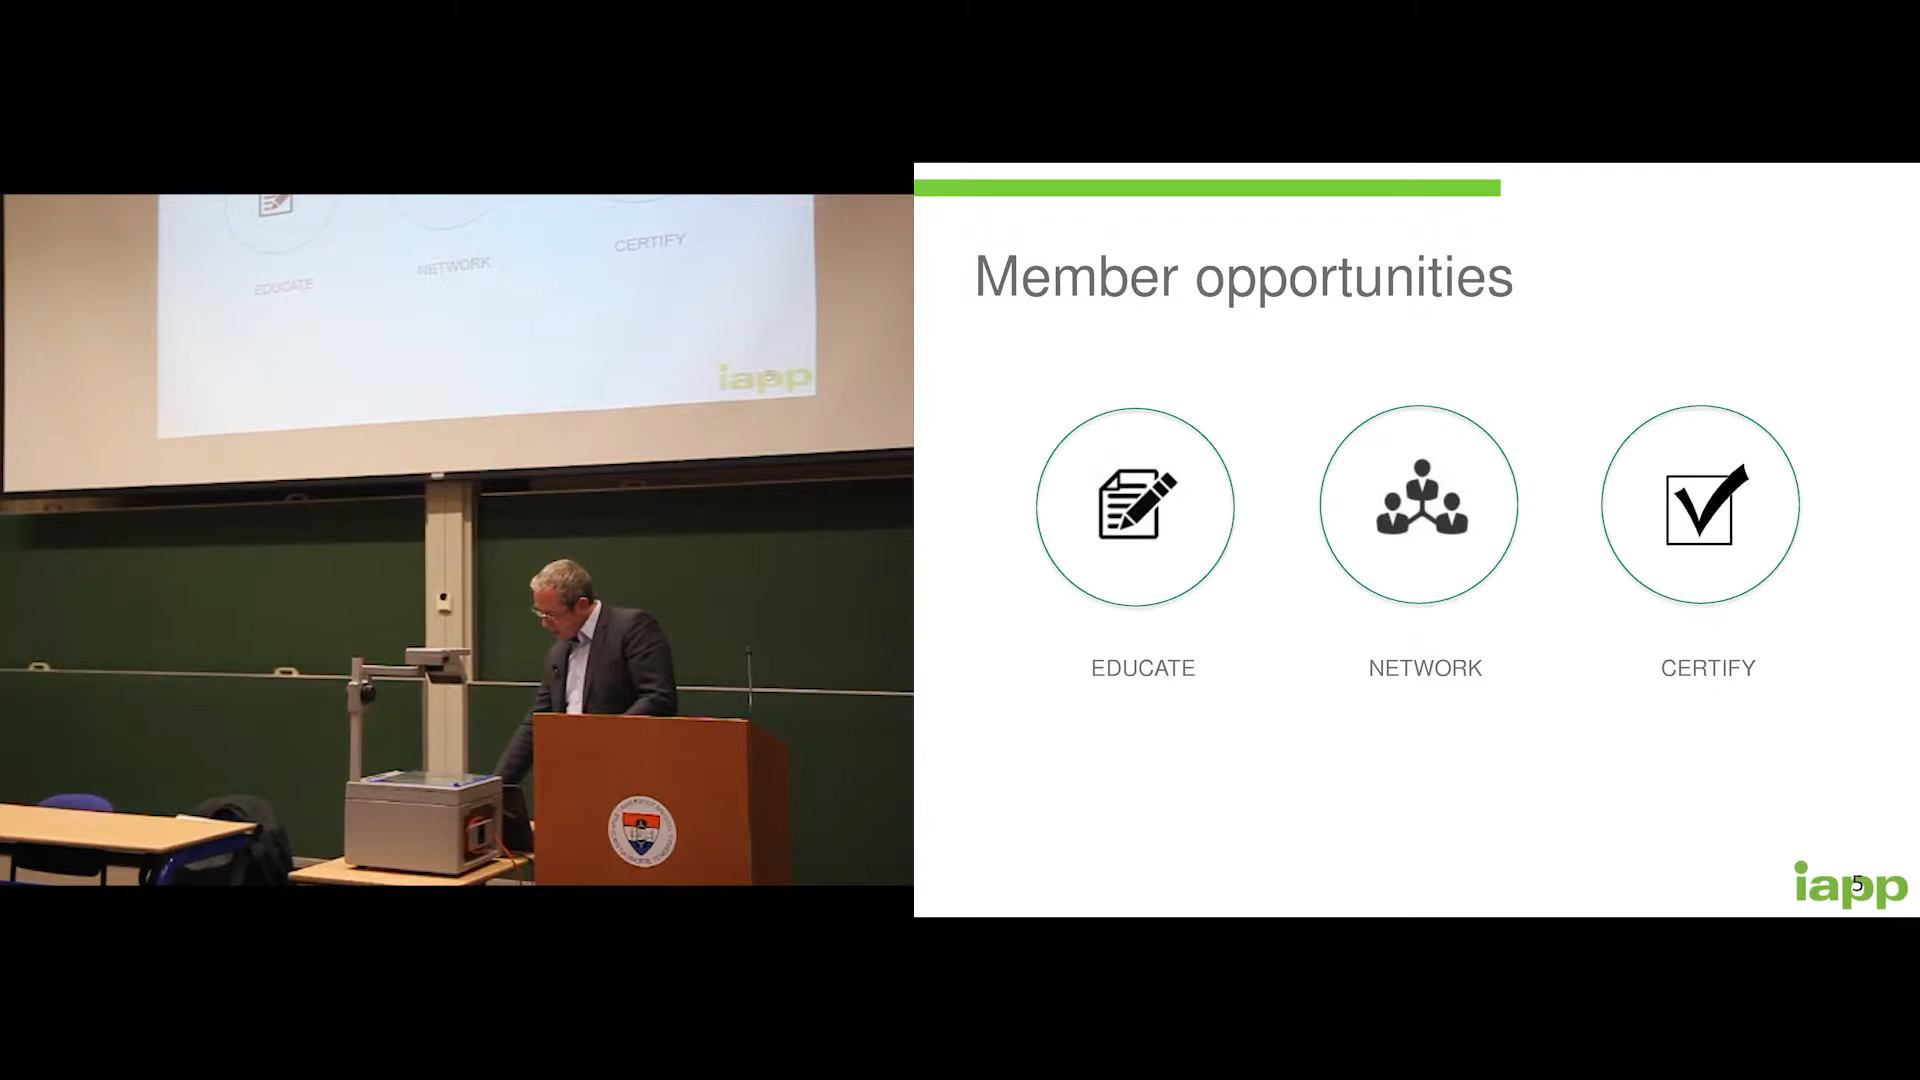 EDUCATE
NETWORK
CERTIFY
iapp
Member opportunities
EDUCATE
NETWORK
CERTIFY
iapp
5